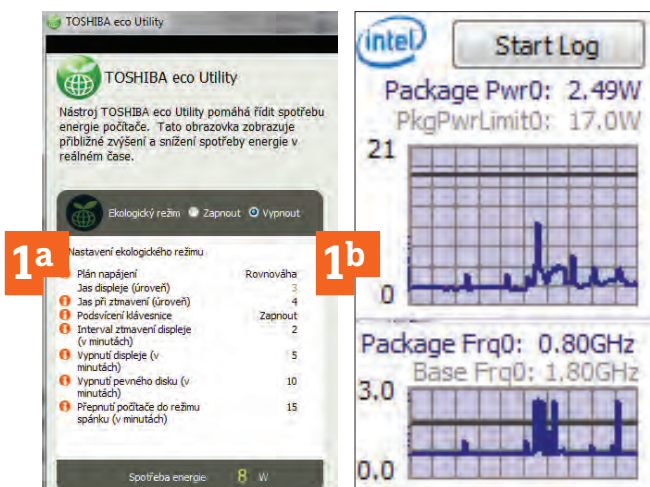 TOSHIBA eco Utility
TOSHIBA eco Utility
Nástroj TOSHIBA eco Utility pomáhá řídit spotřebu
energie počítače. Tato obrazovka zobrazuje
přibližné zvýšení a snížení spotřeby energie v
reálném čase.
Ekologický režim Zapnout Vypnout
1a
Nastavení ekologického režimu
Plán napájení Rovnováha
Jas displeje (úroveň) 3
Jas při ztmavení (úroveň) 4
Podsvícení klávesnice Zapnout
Interval ztmavení displeje 2
(v minutách)
Vypnutí displeje (v 5
minutách)
Vypnutí pevného disku (v 10
minutách)
Přepnutí počítače do režimu 15
spánku (v minutách)
Spotřeba energie 8 W
1b
intel Start Log
Package Pwr0: 2.49W
PkgPwrLimit0: 17.0W
21
0
Package Frq0: 0.80GHz
Base Frq0: 1.80GHz
3.0
0.0